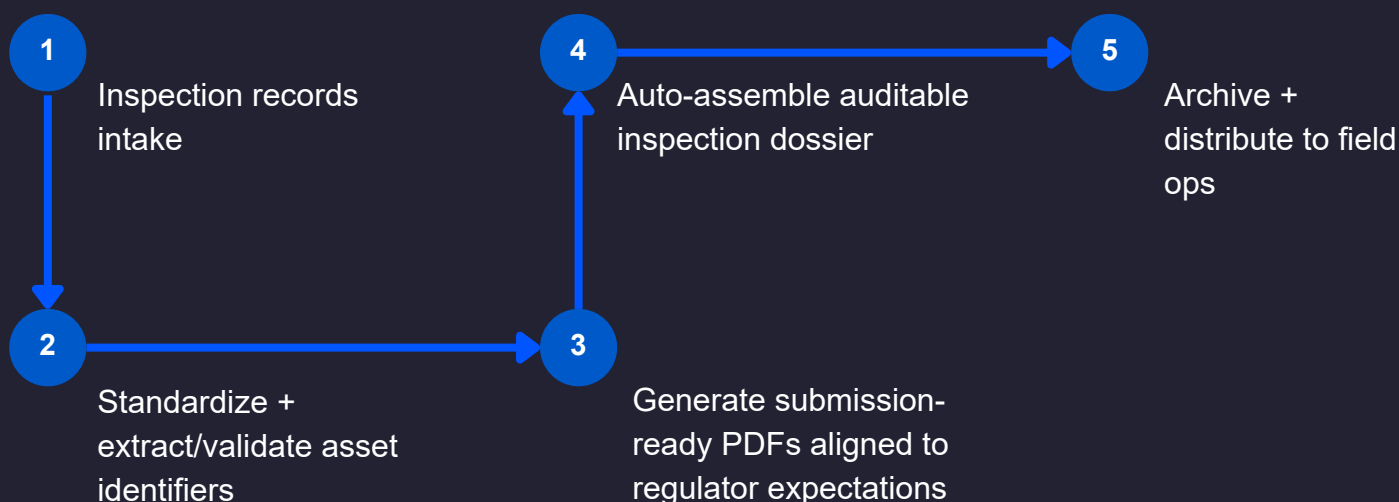 1
Inspection records
intake
2
Standardize +
extract/validate asset
identifiers
3
Generate submission-
ready PDFs aligned to
regulator expectations
4
Auto-assemble auditable
inspection dossier
5
Archive +
distribute to field
ops